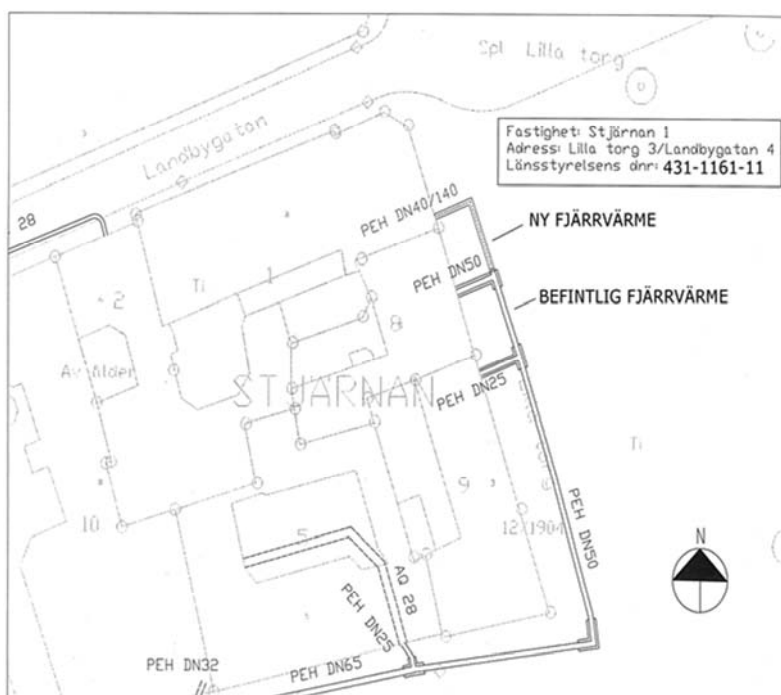 Spl Lilla torg
Landbygatan
Fastighet: Stjärnan 1
Adress: Lilla torg 3/Landbygatan 4
Länsstyrelsens dnr: 431-1161-11
28
PEH DN40/140
NY FJÄRRVÄRME
PEH DN50
BEFINTLIG FJÄRRVÄRME
Ti
1
2
8
Av Alder
STJÄRNAN
PEH DN25
Ti
9
10
5
12 1904
PEH DN50
N
AQ 28
PEH DN25
PEH DN32
PEH DN65